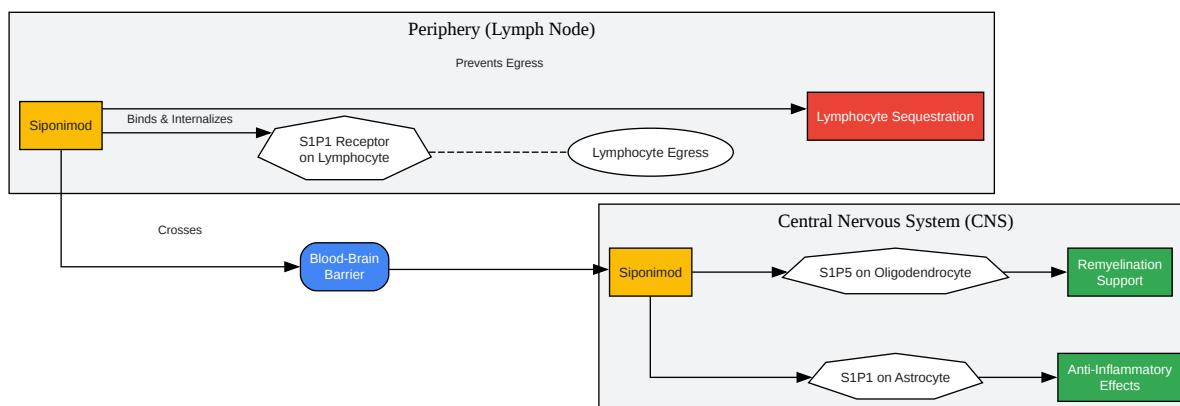 Periphery (Lymph Node)
Prevents Egress
Siponimod
Binds & Internalizes
S1P1 Receptor
on Lymphocyte
Lymphocyte Egress
Lymphocyte Sequestration
Crosses
Blood-Brain
Barrier
Central Nervous System (CNS)
Siponimod
S1P5 on Oligodendrocyte
Remyelination
Support
S1P1 on Astrocyte
Anti-Inflammatory
Effects